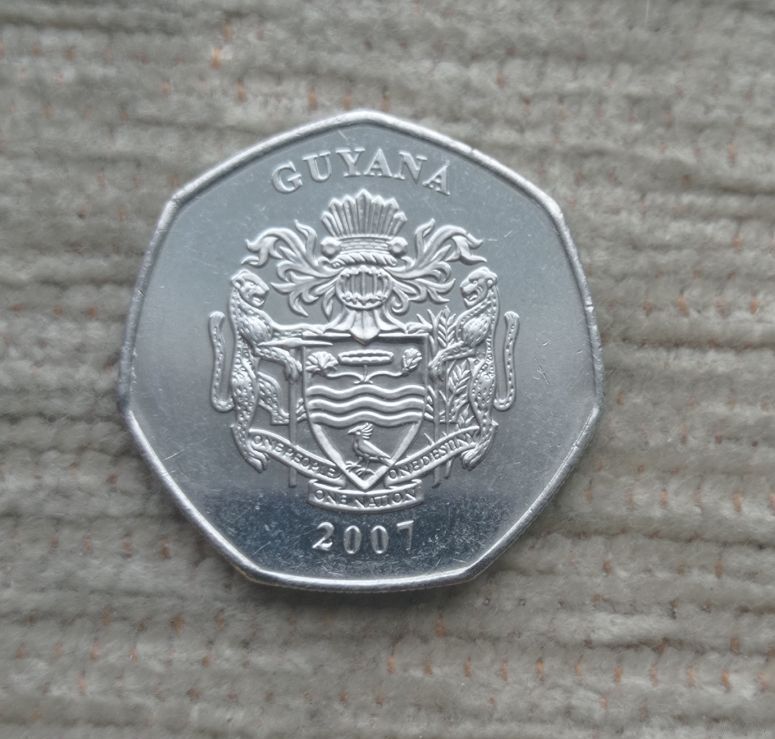 GUYANA
ONE PEOPLE
ONE NATION
ONE DESTINY
2007